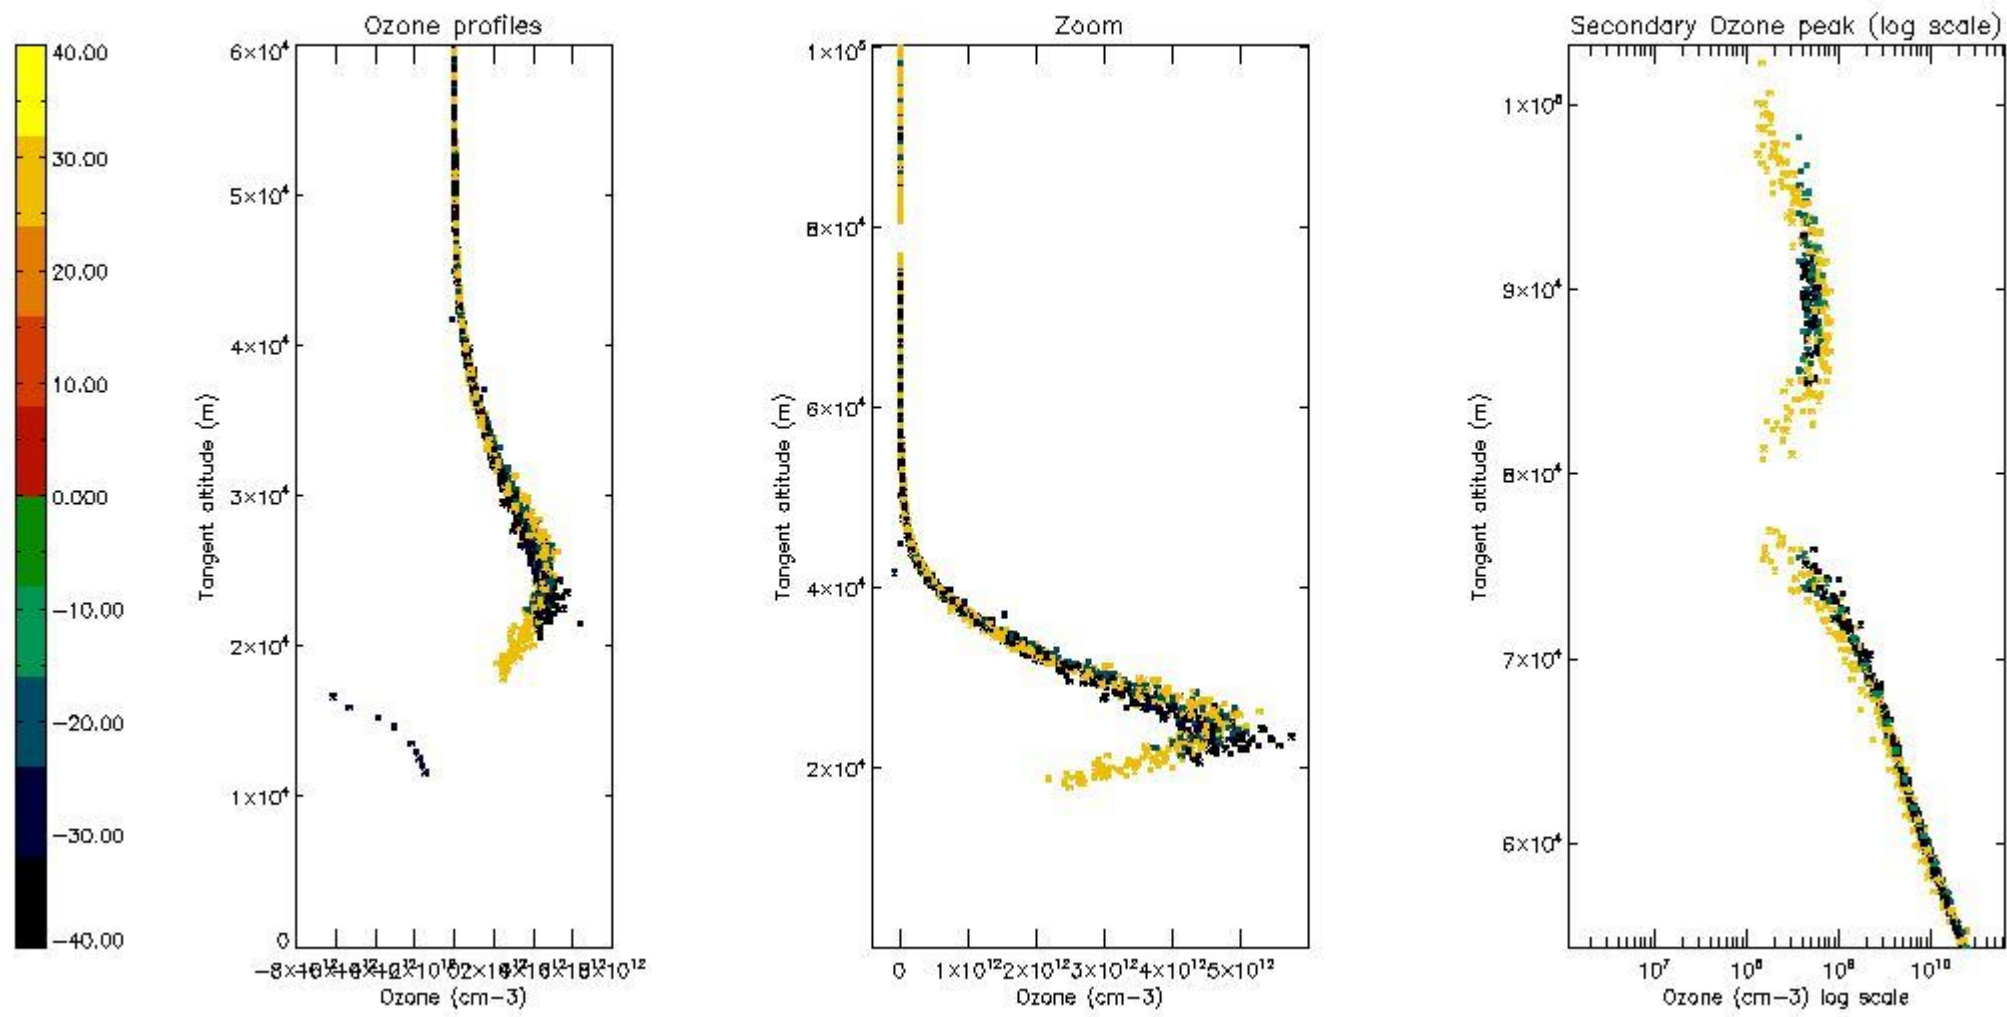 Ozone profiles
Zoom
Secondary Ozone peak (log scale)
40.00
30.00
20.00
10.00
0.000
−10.00
−20.00
−30.00
−40.00
Tangent altitude (m)
6×10⁴
5×10⁴
4×10⁴
3×10⁴
2×10⁴
1×10⁴
0
Ozone (cm−3)
Tangent altitude (m)
1×10⁵
8×10⁴
6×10⁴
4×10⁴
2×10⁴
0 1×10¹² 2×10¹² 3×10¹² 4×10¹² 5×10¹²
Ozone (cm−3)
Tangent altitude (m)
9×10⁴
8×10⁴
7×10⁴
6×10⁴
10⁷ 10⁸ 10⁹ 10¹⁰
Ozone (cm−3) log scale